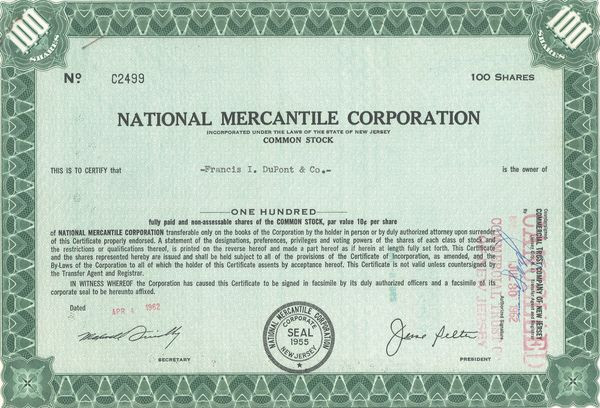 100 SHARES
100 SHARES
Nº C2499
100 SHARES
NATIONAL MERCANTILE CORPORATION
INCORPORATED UNDER THE LAWS OF THE STATE OF NEW JERSEY
COMMON STOCK
THIS IS TO CERTIFY that -Francis I. DuPont & Co.- is the owner of
ONE HUNDRED
fully paid and non-assessable shares of the COMMON STOCK, par value 10¢ per share
of NATIONAL MERCANTILE CORPORATION transferable only on the books of the Corporation by the holder in person or by duly authorized attorney upon surrender
of this Certificate properly endorsed. A statement of the designations, preferences, privileges and voting powers of the shares of each class of stock
the restrictions or qualifications thereof, is printed on the reverse hereof and made a part hereof as if herein at length fully set forth. This Certificate
and the shares represented hereby are issued and shall be held subject to all of the provisions of the Certificate of Incorporation, as amended, and the
By-Laws of the Corporation to all of which the holder of this Certificate assents by acceptance hereof. This Certificate is not valid unless countersigned by
the Transfer Agent and Registrar.
IN WITNESS WHEREOF the Corporation has caused this Certificate to be signed in facsimile by its duly authorized officers and a facsimile of its
corporate seal to be hereunto affixed.
Dated APR 4 1962
SECRETARY
NATIONAL MERCANTILE CORPORATION
CORPORATE
SEAL
1955
NEW JERSEY
PRESIDENT
Countersigned:
COMMERCIAL TRUST COMPANY OF NEW JERSEY
Transfer Agent and Registrar
By
Authorized Signature
1962